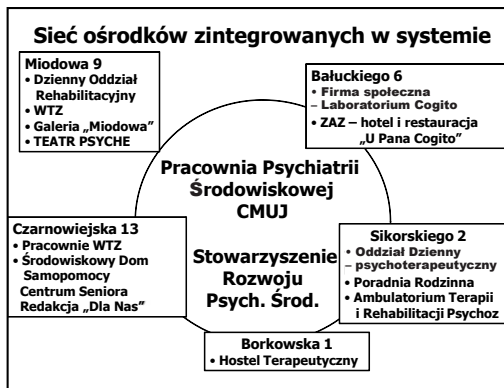 Sieć ośrodków zintegrowanych w systemie
Miodowa 9
• Dzienny Oddział
Rehabilitacyjny
• WTZ
• Galeria „Miodowa”
• TEATR PSYCHE
Bałuckiego 6
• Firma społeczna
– Laboratorium Cogito
• ZAZ – hotel i restauracja
„U Pana Cogito”
Pracownia Psychiatrii
Środowiskowej
CMUJ
Stowarzyszenie
Rozwoju
Psych. Środ.
Czarnowiejska 13
• Pracownie WTZ
• Środowiskowy Dom
Samopomocy
Centrum Seniora
Redakcja „Dla Nas”
Sikorskiego 2
• Oddział Dzienny
– psychoterapeutyczny
• Poradnia Rodzinna
• Ambulatorium Terapii
i Rehabilitacji Psychoz
Borkowska 1
• Hostel Terapeutyczny